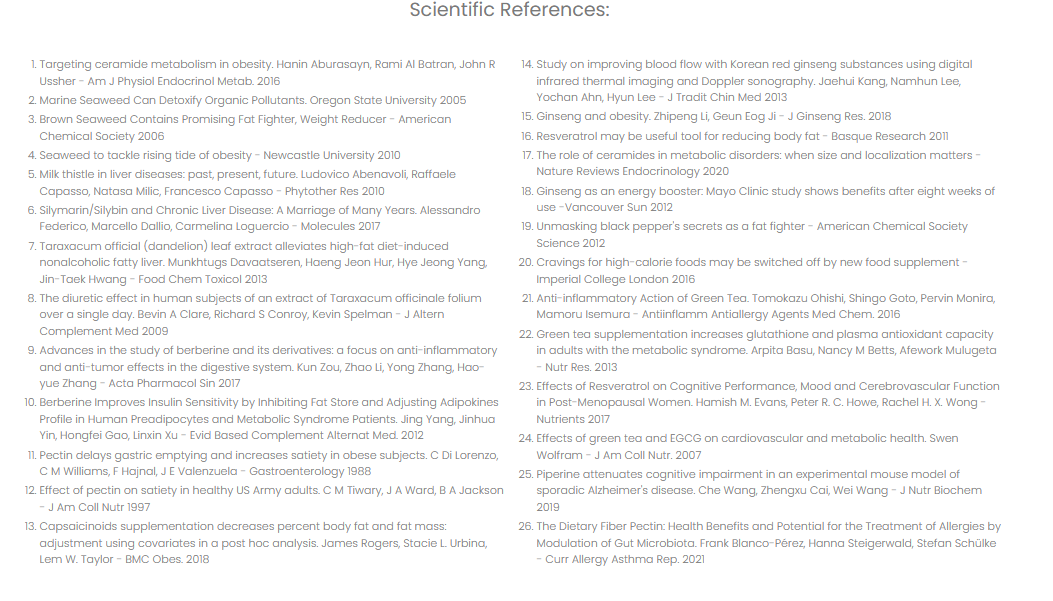 Scientific References:
1. Targeting ceramide metabolism in obesity. Hanin Aburasayn, Rami Al Batran, John R
Ussher - Am J Physiol Endocrinol Metab. 2016
2. Marine Seaweed Can Detoxify Organic Pollutants. Oregon State University 2005
3. Brown Seaweed Contains Promising Fat Fighter, Weight Reducer - American
Chemical Society 2006
4. Seaweed to tackle rising tide of obesity - Newcastle University 2010
5. Milk thistle in liver diseases: past, present, future. Ludovico Abenavoli, Raffaele
Capasso, Natasa Milic, Francesco Capasso - Phytother Res 2010
6. Silymarin/Silybin and Chronic Liver Disease: A Marriage of Many Years. Alessandro
Federico, Marcello Dallio, Carmelina Loguercio - Molecules 2017
7. Taraxacum official (dandelion) leaf extract alleviates high-fat diet-induced
nonalcoholic fatty liver. Munkhtugs Davaatseren, Haeng Jeon Hur, Hye Jeong Yang,
Jin-Taek Hwang - Food Chem Toxicol 2013
8. The diuretic effect in human subjects of an extract of Taraxacum officinale folium
over a single day. Bevin A Clare, Richard S Conroy, Kevin Spelman - J Altern
Complement Med 2009
9. Advances in the study of berberine and its derivatives: a focus on anti-inflammatory
and anti-tumor effects in the digestive system. Kun Zou, Zhao Li, Yong Zhang, Hao-
yue Zhang - Acta Pharmacol Sin 2017
10. Berberine Improves Insulin Sensitivity by Inhibiting Fat Store and Adjusting Adipokines
Profile in Human Preadipocytes and Metabolic Syndrome Patients. Jing Yang, Jinhua
Yin, Hongfei Gao, Linxin Xu - Evid Based Complement Alternat Med. 2012
11. Pectin delays gastric emptying and increases satiety in obese subjects. C Di Lorenzo,
C M Williams, F Hajnal, J E Valenzuela - Gastroenterology 1988
12. Effect of pectin on satiety in healthy US Army adults. C M Tiwary, J A Ward, B A Jackson
- J Am Coll Nutr 1997
13. Capsaicinoids supplementation decreases percent body fat and fat mass:
adjustment using covariates in a post hoc analysis. James Rogers, Stacie L. Urbina,
Lem W. Taylor - BMC Obes. 2018
14. Study on improving blood flow with Korean red ginseng substances using digital
infrared thermal imaging and Doppler sonography. Jaehui Kang, Namhun Lee,
Yochan Ahn, Hyun Lee - J Tradit Chin Med 2013
15. Ginseng and obesity. Zhipeng Li, Geun Eog Ji - J Ginseng Res. 2018
16. Resveratrol may be useful tool for reducing body fat - Basque Research 2011
17. The role of ceramides in metabolic disorders: when size and localization matters -
Nature Reviews Endocrinology 2020
18. Ginseng as an energy booster: Mayo Clinic study shows benefits after eight weeks of
use -Vancouver Sun 2012
19. Unmasking black pepper's secrets as a fat fighter - American Chemical Society
Science 2012
20. Cravings for high-calorie foods may be switched off by new food supplement -
Imperial College London 2016
21. Anti-inflammatory Action of Green Tea. Tomokazu Ohishi, Shingo Goto, Pervin Monira,
Mamoru Isemura - Antiinflamm Antiallergy Agents Med Chem. 2016
22. Green tea supplementation increases glutathione and plasma antioxidant capacity
in adults with the metabolic syndrome. Arpita Basu, Nancy M Betts, Afework Mulugeta
- Nutr Res. 2013
23. Effects of Resveratrol on Cognitive Performance, Mood and Cerebrovascular Function
in Post-Menopausal Women. Hamish M. Evans, Peter R. C. Howe, Rachel H. X. Wong -
Nutrients 2017
24. Effects of green tea and EGCG on cardiovascular and metabolic health. Swen
Wolfram - J Am Coll Nutr. 2007
25. Piperine attenuates cognitive impairment in an experimental mouse model of
sporadic Alzheimer's disease. Che Wang, Zhengxu Cai, Wei Wang - J Nutr Biochem
2019
26. The Dietary Fiber Pectin: Health Benefits and Potential for the Treatment of Allergies by
Modulation of Gut Microbiota. Frank Blanco-Pérez, Hanna Steigerwald, Stefan Schülke
- Curr Allergy Asthma Rep. 2021